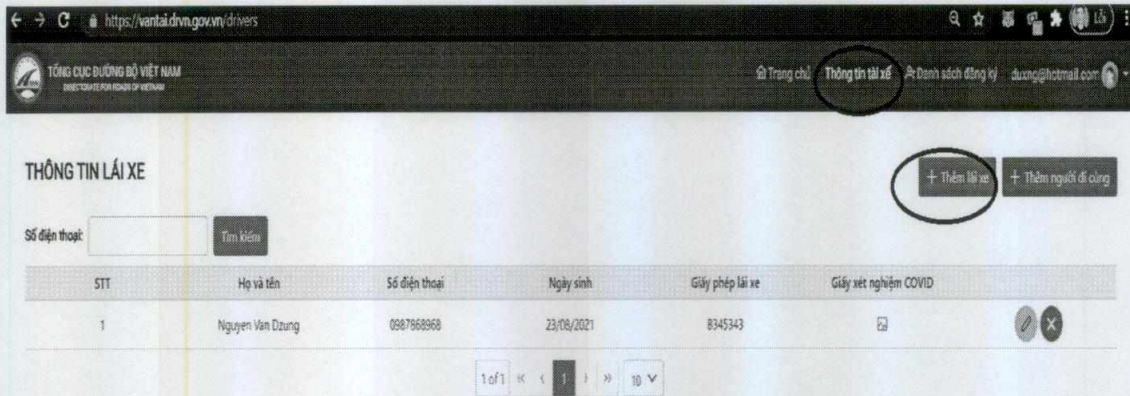 https://vantai.drvn.gov.vn/drivers
Lỗi
TỔNG CỤC ĐƯỜNG BỘ VIỆT NAM
DIRECTORATE FOR ROADS OF VIETNAM
Trang chủ Thông tin tài xế Danh sách đăng ký duxng@hotmail.com
THÔNG TIN LÁI XE
+ Thêm lái xe + Thêm người đi cùng
Số điện thoại: Tìm kiếm
STT Họ và tên Số điện thoại Ngày sinh Giấy phép lái xe Giấy xét nghiệm COVID
1 Nguyen Van Dzung 0987868968 23/08/2021 B345343
1 of 1 « ‹ 1 › » 10